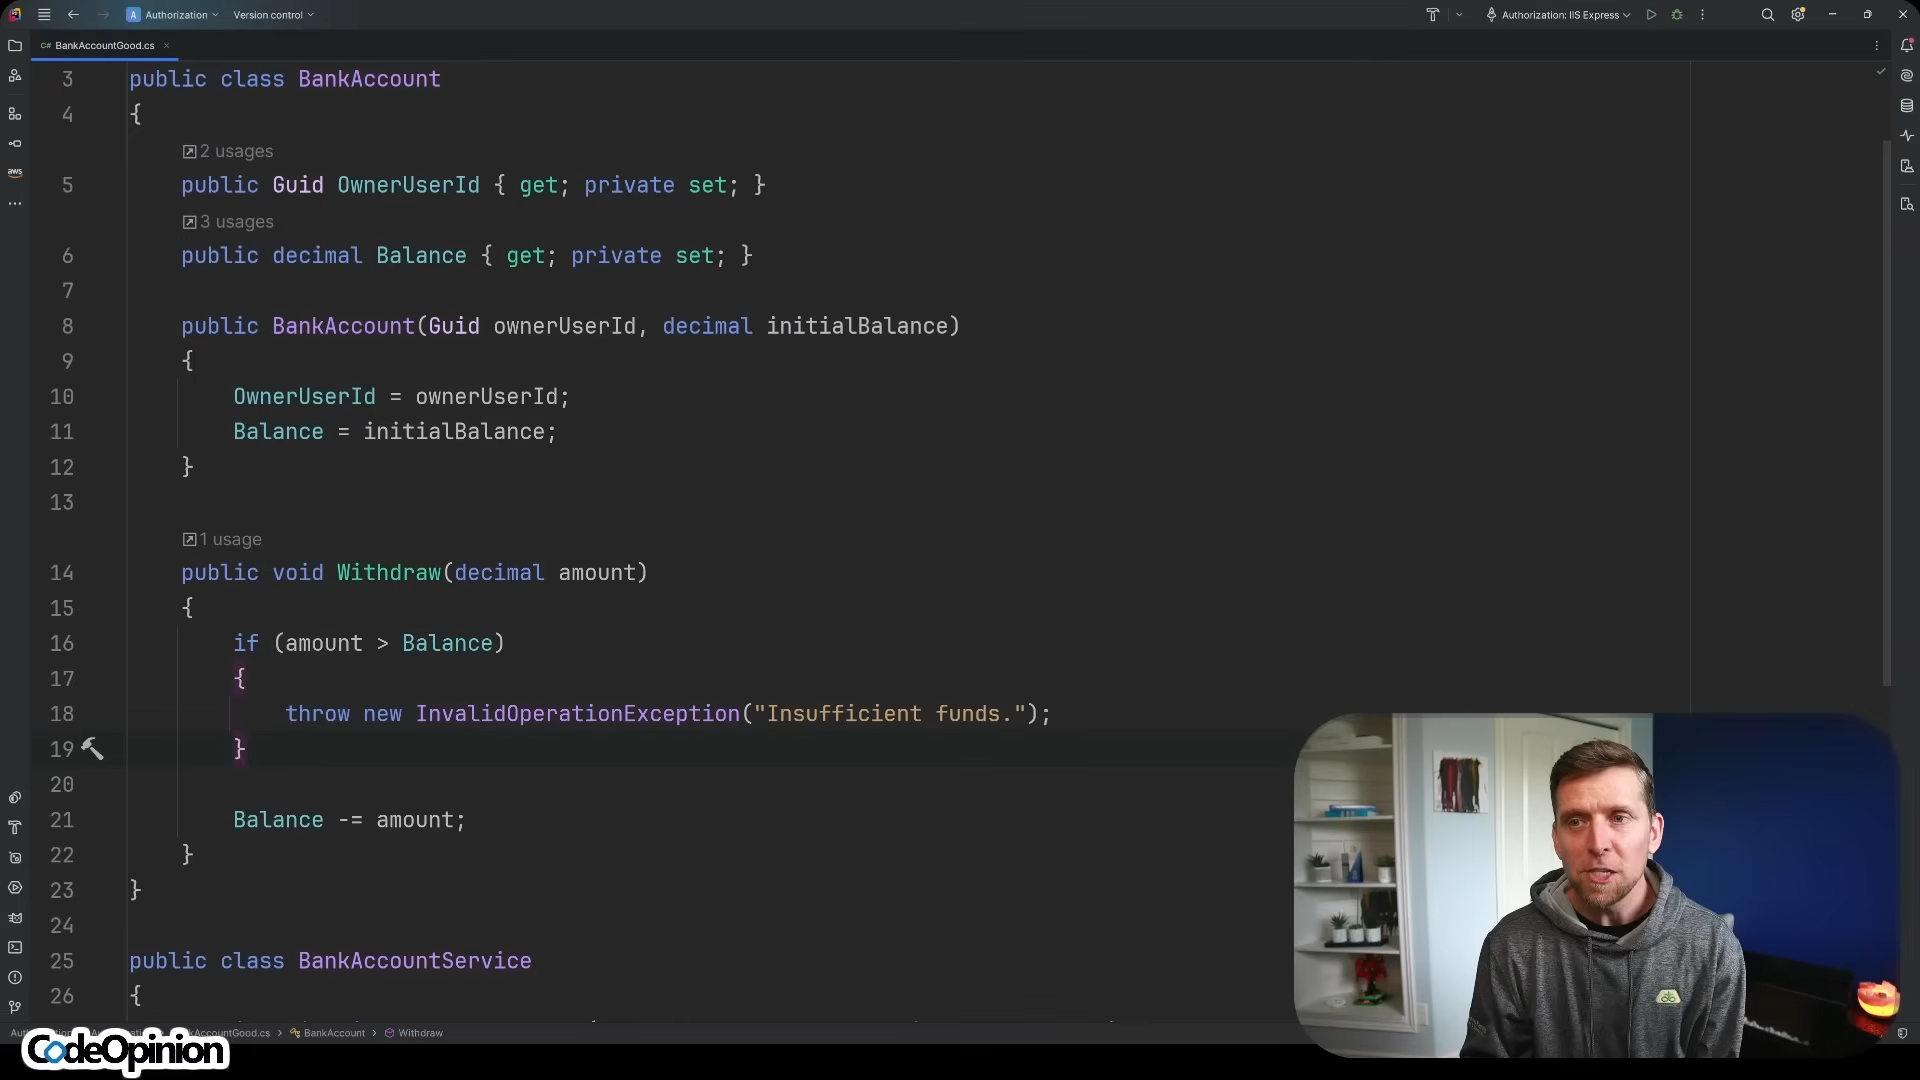 Authorization
Version control
Authorization: IIS Express
C# BankAccountGood.cs
3 public class BankAccount
4 {
2 usages
5 public Guid OwnerUserId { get; private set; }
3 usages
6 public decimal Balance { get; private set; }
7
8 public BankAccount(Guid ownerUserId, decimal initialBalance)
9 {
10 OwnerUserId = ownerUserId;
11 Balance = initialBalance;
12 }
13
1 usage
14 public void Withdraw(decimal amount)
15 {
16 if (amount > Balance)
17 {
18 throw new InvalidOperationException("Insufficient funds.");
19 }
20
21 Balance -= amount;
22 }
23 }
24
25 public class BankAccountService
26 {
BankAccount
Withdraw
CodeOpinion
aws